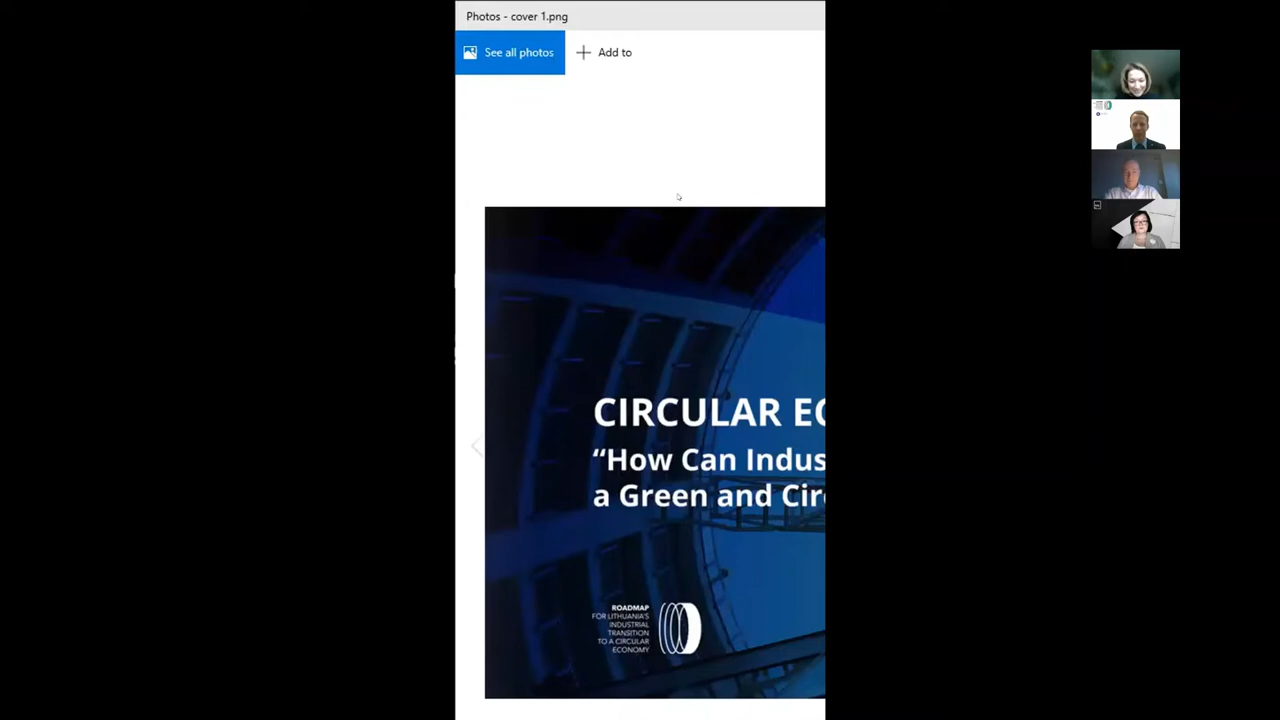 Photos - cover 1.png
See all photos
Add to
CIRCULAR EC
“How Can Indus
a Green and Circ
ROADMAP
FOR LITHUANIA'S
INDUSTRIAL
TRANSITION
TO A CIRCULAR
ECONOMY